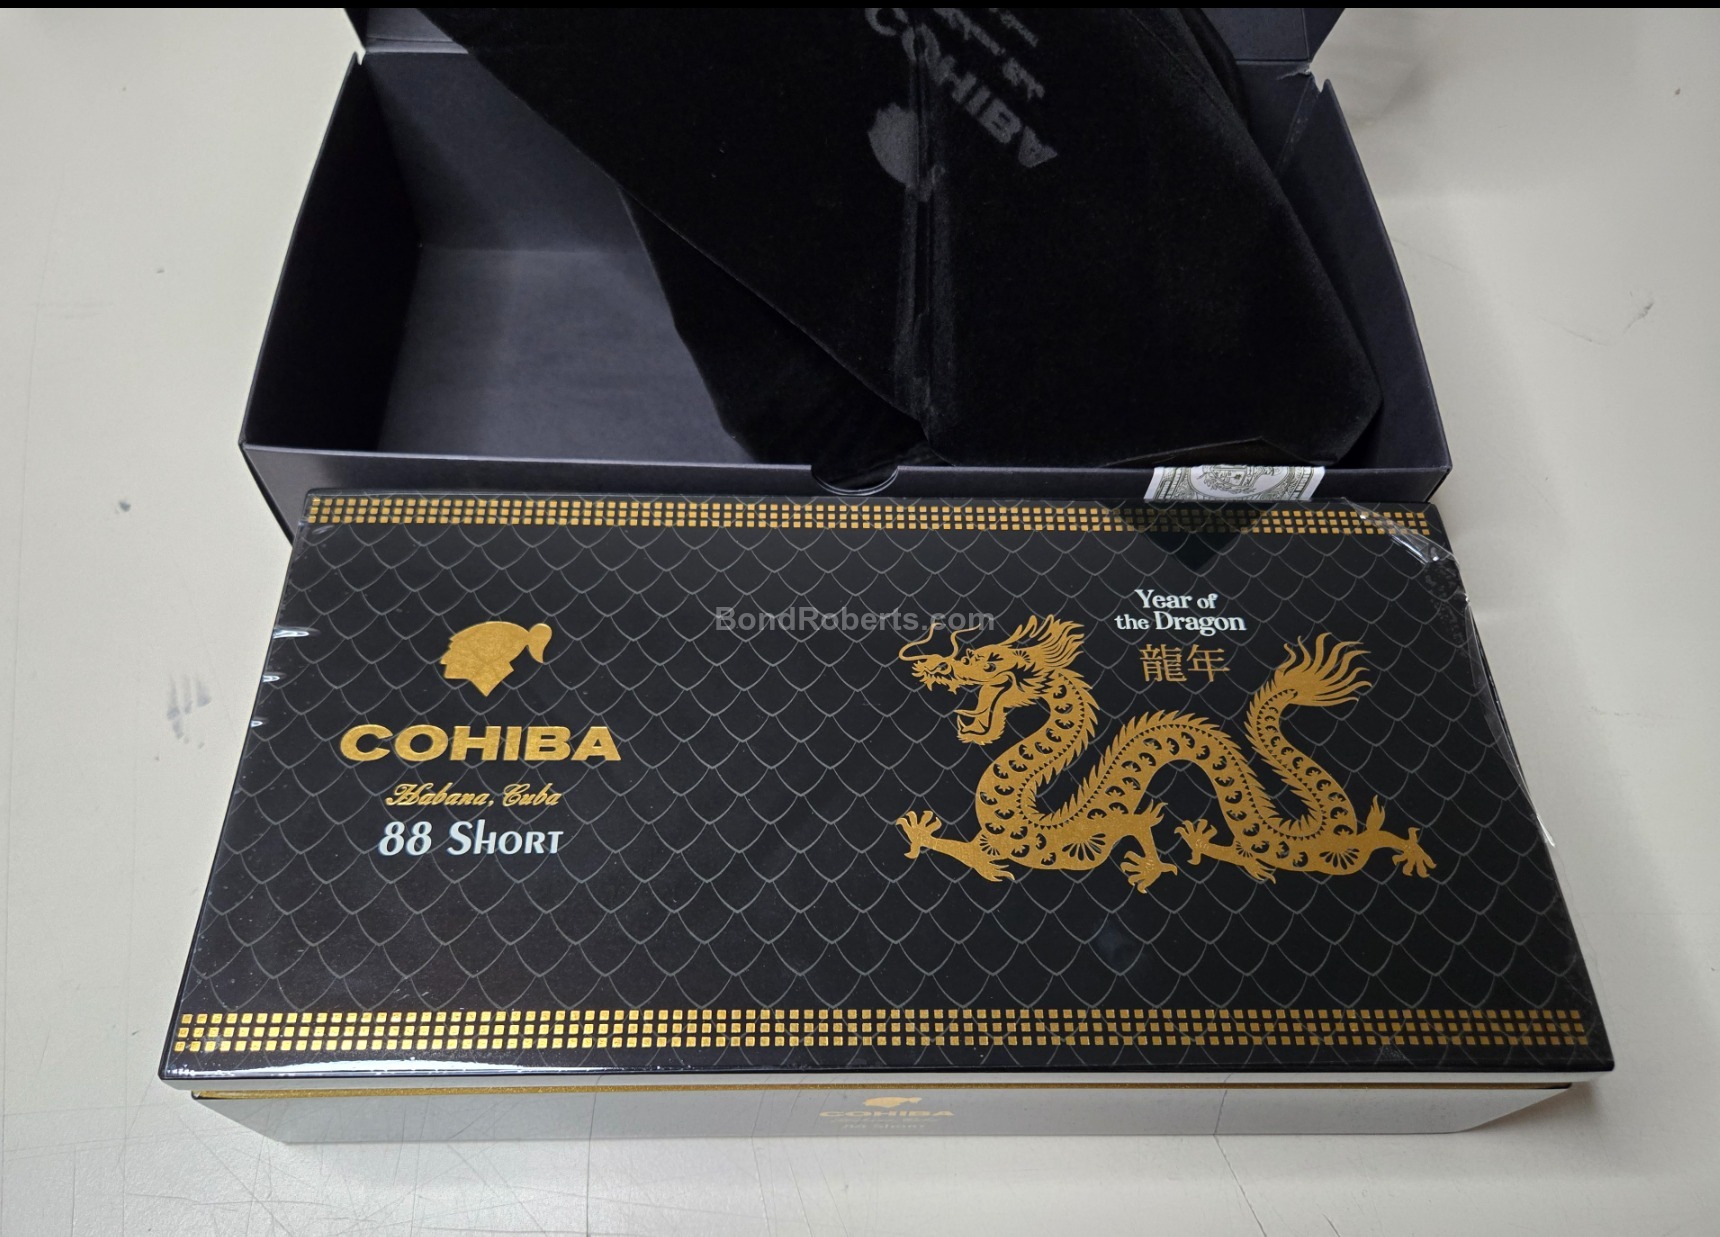 COHIBA
BondRoberts.com
Year of
the Dragon
龍年
COHIBA
Habana, Cuba
88 SHORT
COHIBA
88 SHORT